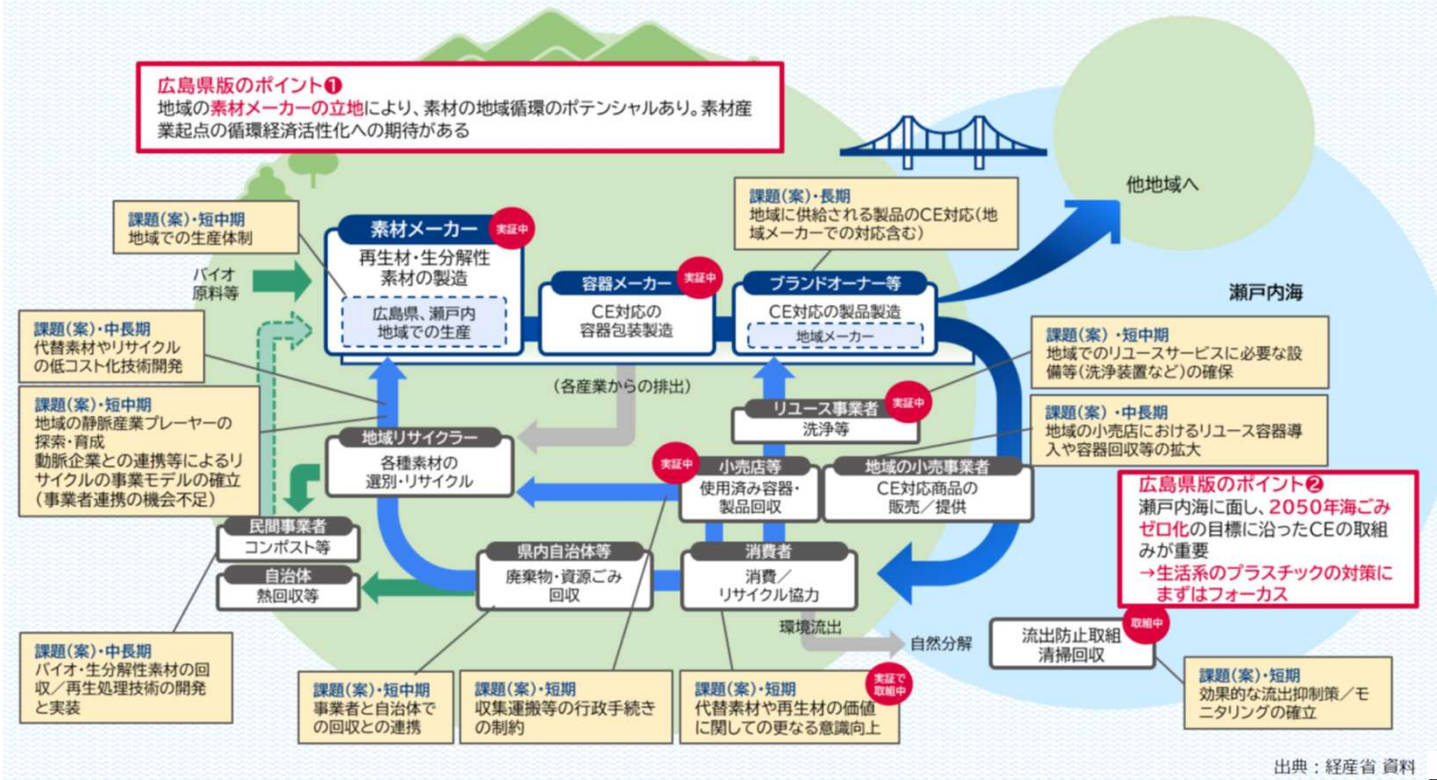 広島県版のポイント❶
地域の素材メーカーの立地により、素材の地域循環のポテンシャルあり。素材産
業起点の循環経済活性化への期待がある
他地域へ
瀬戸内海
課題(案)・短中期
地域での生産体制
課題(案)・長期
地域に供給される製品のCE対応(地
域メーカーでの対応含む)
バイオ
原料等
素材メーカー
実証中
再生材・生分解性
素材の製造
広島県、瀬戸内
地域での生産
容器メーカー
実証中
CE対応の
容器包装製造
ブランドオーナー等
CE対応の製品製造
地域メーカー
課題(案)・中長期
代替素材やリサイクル
の低コスト化技術開発
課題(案)・短中期
地域でのリユースサービスに必要な設
備等(洗浄装置など)の確保
(各産業からの排出)
課題(案)・短中期
地域の静脈産業プレーヤーの
探索・育成
動脈企業との連携等によるリ
サイクルの事業モデルの確立
(事業者連携の機会不足)
リユース事業者
実証中
洗浄等
課題(案)・中長期
地域の小売店におけるリユース容器導
入や容器回収等の拡大
地域リサイクラー
各種素材の
選別・リサイクル
実証中
小売店等
使用済み容器・
製品回収
地域の小売事業者
CE対応商品の
販売／提供
広島県版のポイント❷
瀬戸内海に面し、2050年海ごみ
ゼロ化の目標に沿ったCEの取組
みが重要
→生活系のプラスチックの対策に
まずはフォーカス
民間事業者
コンポスト等
自治体
熱回収等
県内自治体等
廃棄物・資源ごみ
回収
消費者
消費／
リサイクル協力
環境流出
自然分解
流出防止取組
清掃回収
取組中
課題(案)・中長期
バイオ・生分解性素材の回
収／再生処理技術の開発
と実装
課題(案)・短中期
事業者と自治体で
の回収との連携
課題(案)・短期
収集運搬等の行政手続き
の制約
課題(案)・短期
代替素材や再生材の価値
に関しての更なる意識向上
実証で
取組中
課題(案)・短期
効果的な流出抑制策／モ
ニタリングの確立
出典：経産省 資料